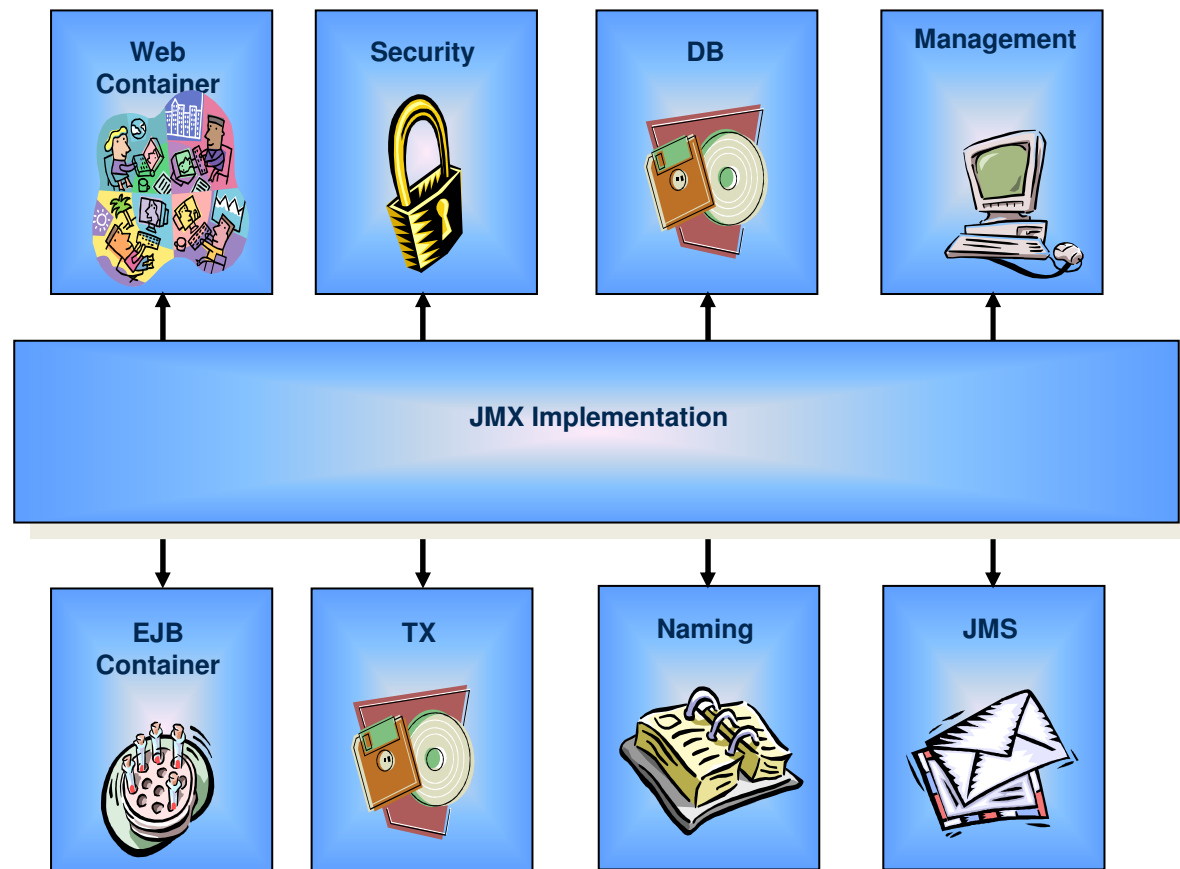 Web
Container
Security
DB
Management
JMX Implementation
EJB
Container
TX
Naming
JMS